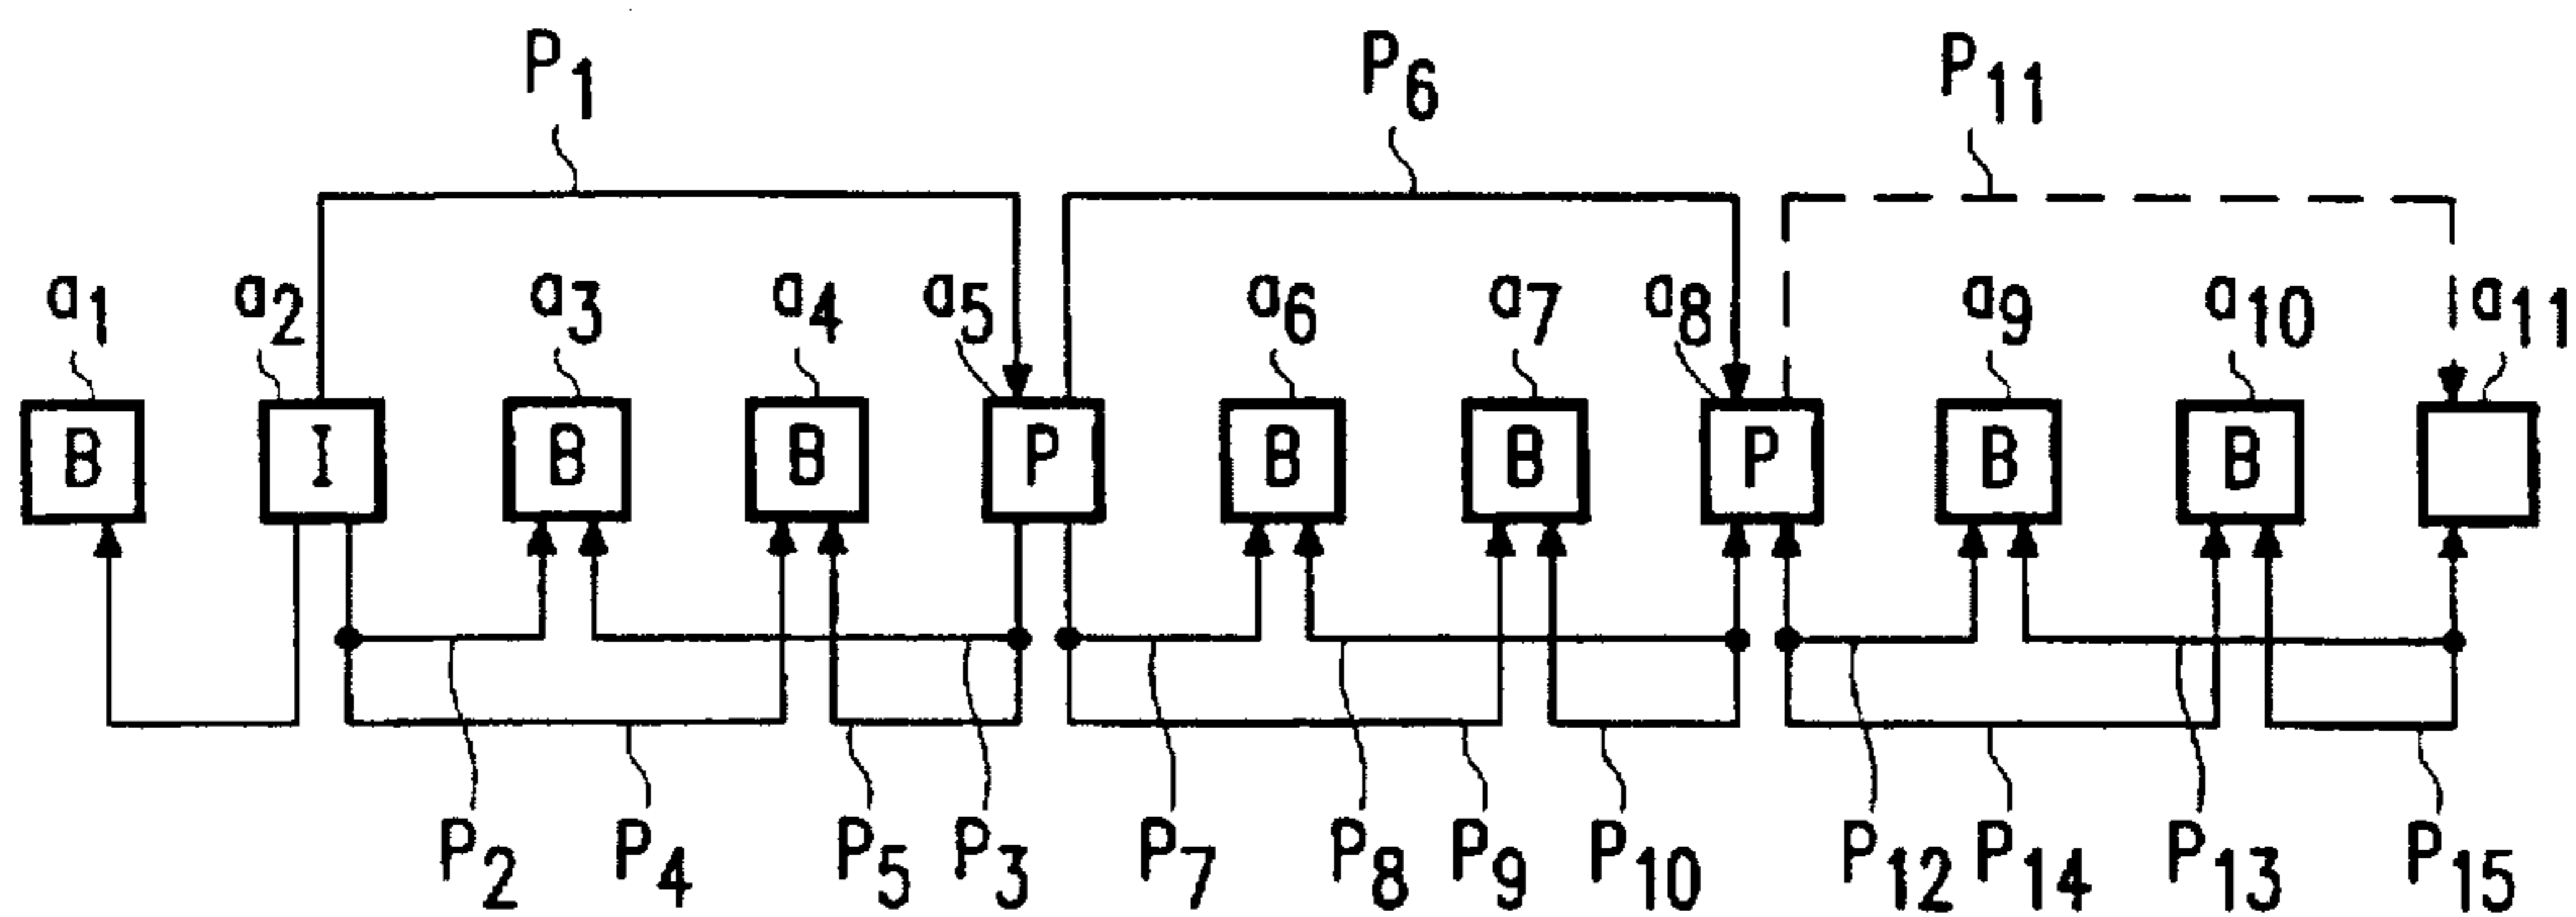 P1 P6 P11
a1 a2 a3 a4 a5 a6 a7 a8 a9 a10 a11
B I B B P B B P B B
P2 P4 P5 P3 P7 P8 P9 P10 P12 P14 P13 P15